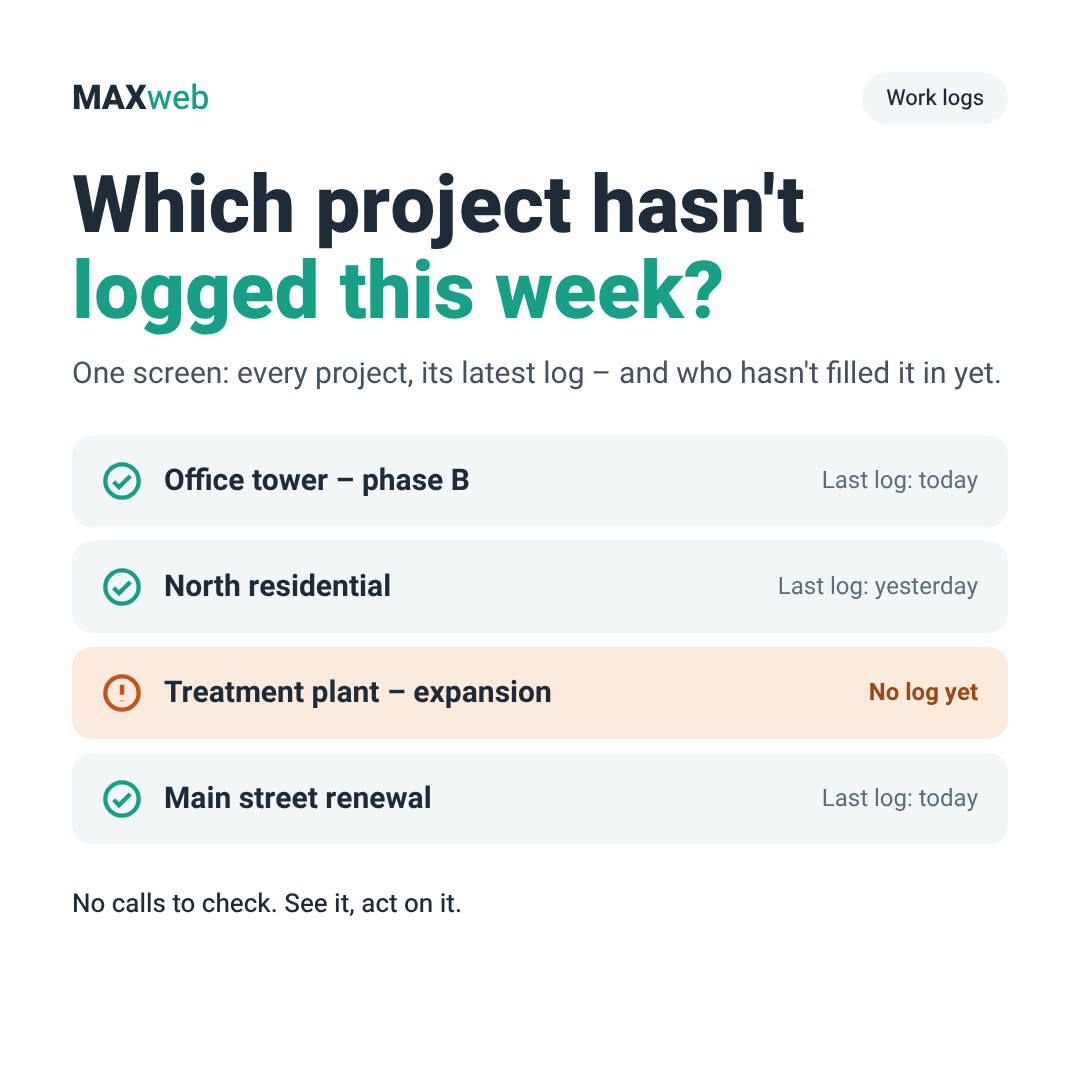 MAXweb
Work logs
Which project hasn't
logged this week?
One screen: every project, its latest log – and who hasn't filled it in yet.
Office tower – phase B
Last log: today
North residential
Last log: yesterday
Treatment plant – expansion
No log yet
Main street renewal
Last log: today
No calls to check. See it, act on it.